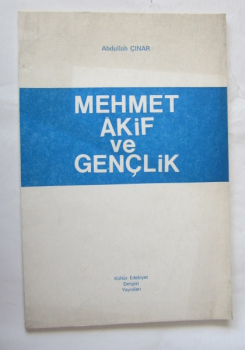 Abdullah ÇINAR
MEHMET
AKİF
ve
GENÇLİK
Kültür Edebiyat
Dergisi
Yayınları